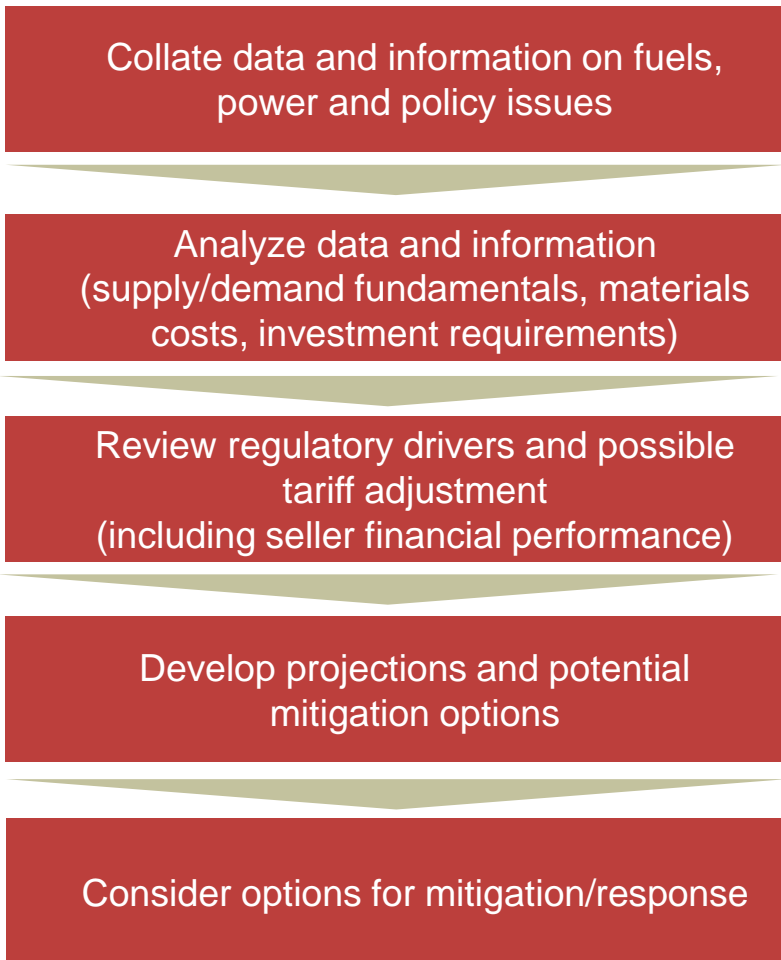 Collate data and information on fuels,
power and policy issues
Analyze data and information
(supply/demand fundamentals, materials
costs, investment requirements)
Review regulatory drivers and possible
tariff adjustment
(including seller financial performance)
Develop projections and potential
mitigation options
Consider options for mitigation/response